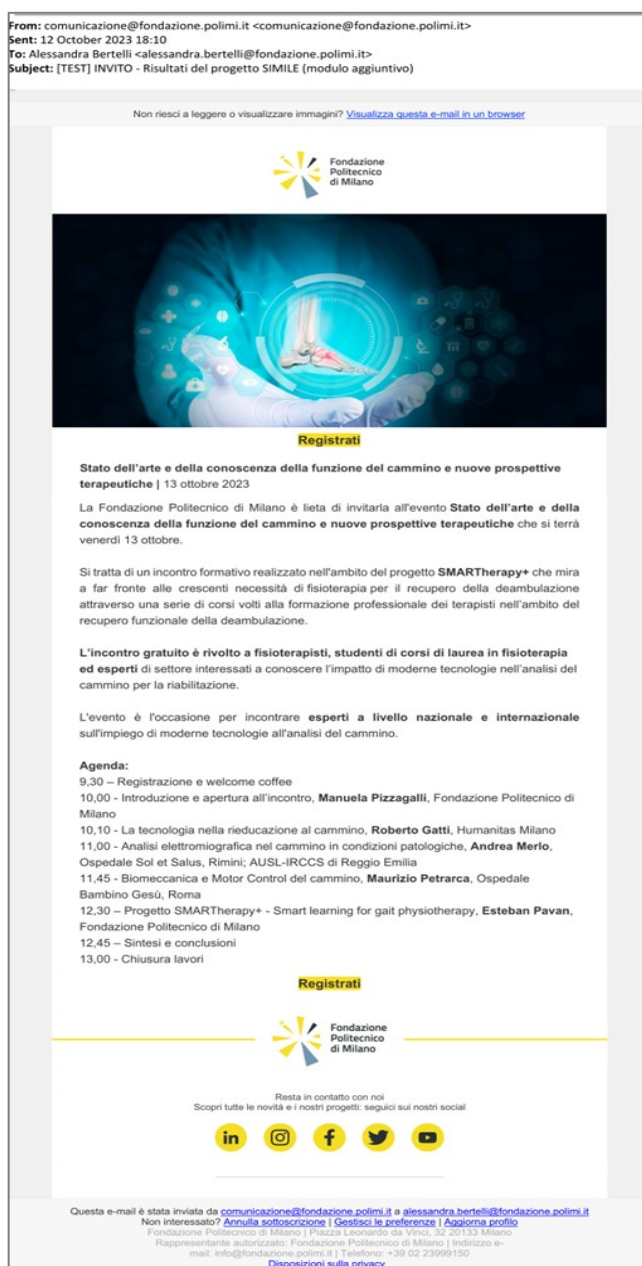 From: comunicazione@fondazione.polimi.it <comunicazione@fondazione.polimi.it>
Sent: 12 October 2023 18:10
To: Alessandra Bertelli <alessandra.bertelli@fondazione.polimi.it>
Subject: [TEST] INVITO - Risultati del progetto SIMILE (modulo aggiuntivo)
Non riesci a leggere o visualizzare immagini? Visualizza questa e-mail in un browser
Fondazione
Politecnico
di Milano
Registrati
Stato dell'arte e della conoscenza della funzione del cammino e nuove prospettive
terapeutiche | 13 ottobre 2023
La Fondazione Politecnico di Milano è lieta di invitarla all'evento Stato dell'arte e della
conoscenza della funzione del cammino e nuove prospettive terapeutiche che si terrà
venerdì 13 ottobre.
Si tratta di un incontro formativo realizzato nell'ambito del progetto SMARTherapy+ che mira
a far fronte alle crescenti necessità di fisioterapia per il recupero della deambulazione
attraverso una serie di corsi volti alla formazione professionale dei terapisti nell'ambito del
recupero funzionale della deambulazione.
L'incontro gratuito è rivolto a fisioterapisti, studenti di corsi di laurea in fisioterapia
ed esperti di settore interessati a conoscere l'impatto di moderne tecnologie nell'analisi del
cammino per la riabilitazione.
L'evento è l'occasione per incontrare esperti a livello nazionale e internazionale
sull'impiego di moderne tecnologie all'analisi del cammino.
Agenda:
9,30 – Registrazione e welcome coffee
10,00 - Introduzione e apertura all'incontro, Manuela Pizzagalli, Fondazione Politecnico di
Milano
10,10 - La tecnologia nella rieducazione al cammino, Roberto Gatti, Humanitas Milano
11,00 - Analisi elettromiografica nel cammino in condizioni patologiche, Andrea Merlo,
Ospedale Sol et Salus, Rimini; AUSL-IRCCS di Reggio Emilia
11,45 - Biomeccanica e Motor Control del cammino, Maurizio Petrarca, Ospedale
Bambino Gesù, Roma
12,30 – Progetto SMARTherapy+ - Smart learning for gait physiotherapy, Esteban Pavan,
Fondazione Politecnico di Milano
12,45 – Sintesi e conclusioni
13,00 - Chiusura lavori
Registrati
Fondazione
Politecnico
di Milano
Resta in contatto con noi
Scopri tutte le novità e i nostri progetti: seguici sui nostri social
in
Questa e-mail è stata inviata da comunicazione@fondazione.polimi.it a alessandra.bertelli@fondazione.polimi.it
Non interessato? Annulla sottoscrizione | Gestisci le preferenze | Aggiorna profilo
Fondazione Politecnico di Milano | Piazza Leonardo da Vinci, 32 20133 Milano
Rappresentante autorizzato: Fondazione Politecnico di Milano | Indirizzo e-
mail: info@fondazione.polimi.it | Telefono: +39 02 23999150
Disposizioni sulla privacy